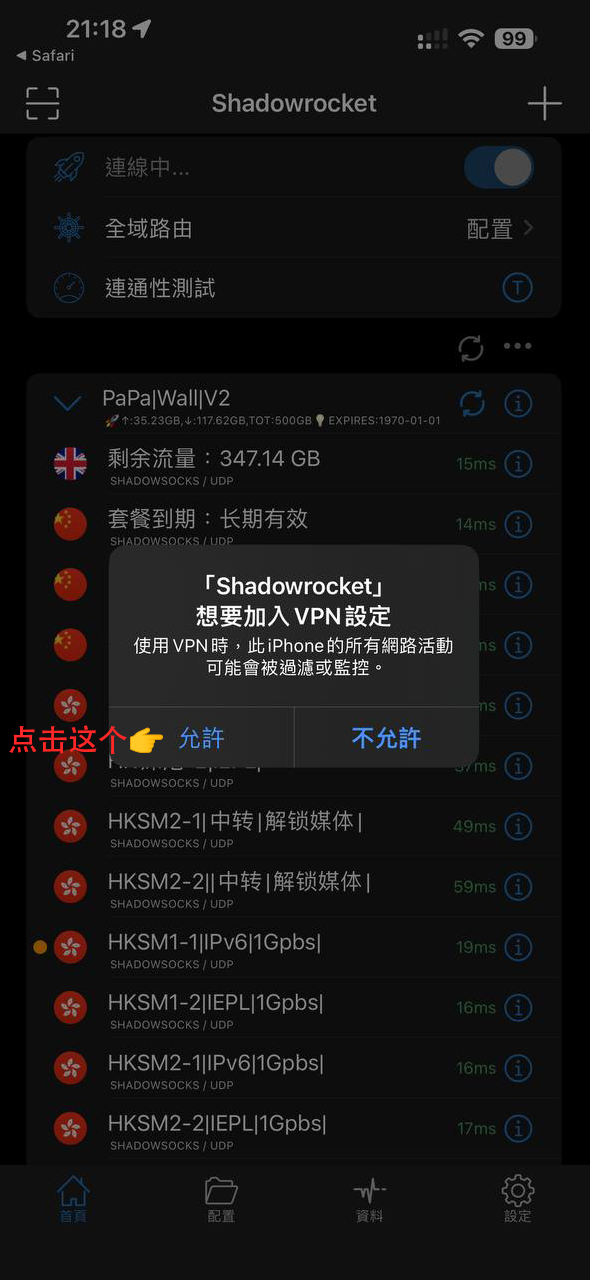 21:18
99
Safari
Shadowrocket
連線中...
全域路由
配置
連通性測試
T
PaPa|Wall|V2
↑:35.23GB,↓:117.62GB,TOT:500GB💡EXPIRES:1970-01-01
剩余流量：347.14 GB
15ms
SHADOWSOCKS / UDP
套餐到期：长期有效
14ms
SHADOWSOCKS / UDP
「Shadowrocket」
想要加入 VPN 設定
使用 VPN 時，此 iPhone 的所有網路活動
可能會被過濾或監控。
点击这个👉
允許
不允許
SHADOWSOCKS / UDP
HKSM2-1|中转|解锁媒体|
49ms
SHADOWSOCKS / UDP
HKSM2-2||中转|解锁媒体|
59ms
SHADOWSOCKS / UDP
HKSM1-1|IPv6|1Gpbs|
19ms
SHADOWSOCKS / UDP
HKSM1-2|IEPL|1Gpbs|
16ms
SHADOWSOCKS / UDP
HKSM2-1|IPv6|1Gpbs|
16ms
SHADOWSOCKS / UDP
HKSM2-2|IEPL|1Gpbs|
17ms
SHADOWSOCKS / UDP
首頁
配置
資料
設定